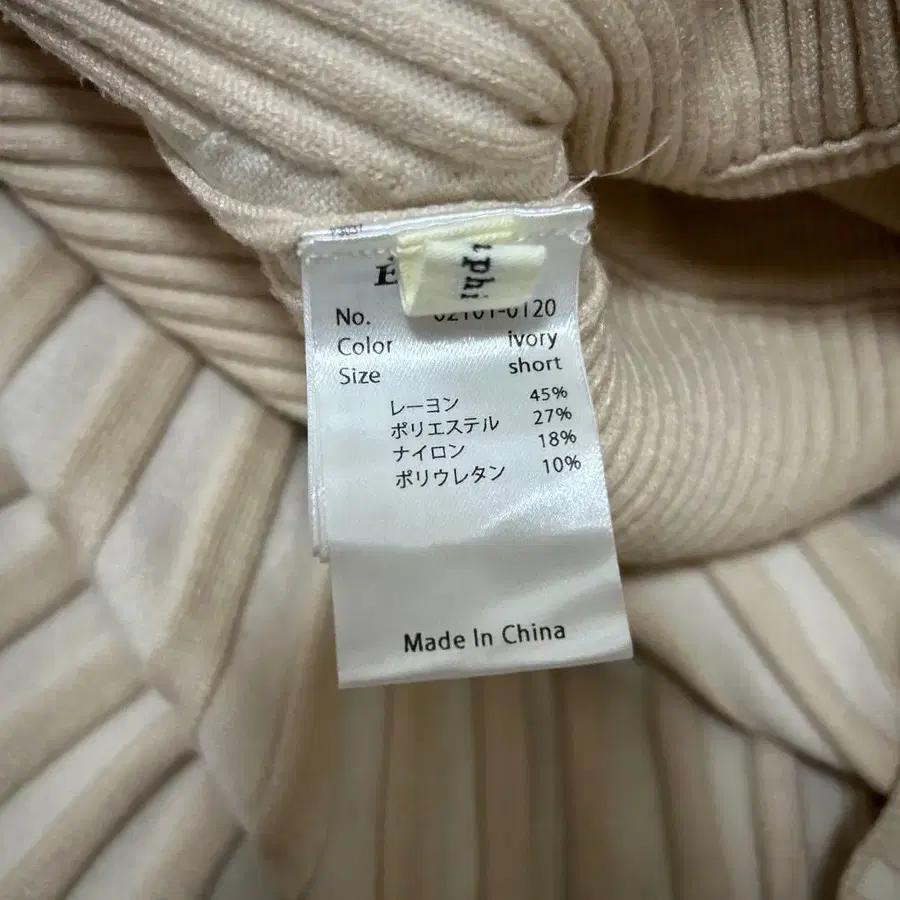 No. 02101-0120
Color ivory
Size short
レーヨン 45%
ポリエステル 27%
ナイロン 18%
ポリウレタン 10%
Made In China